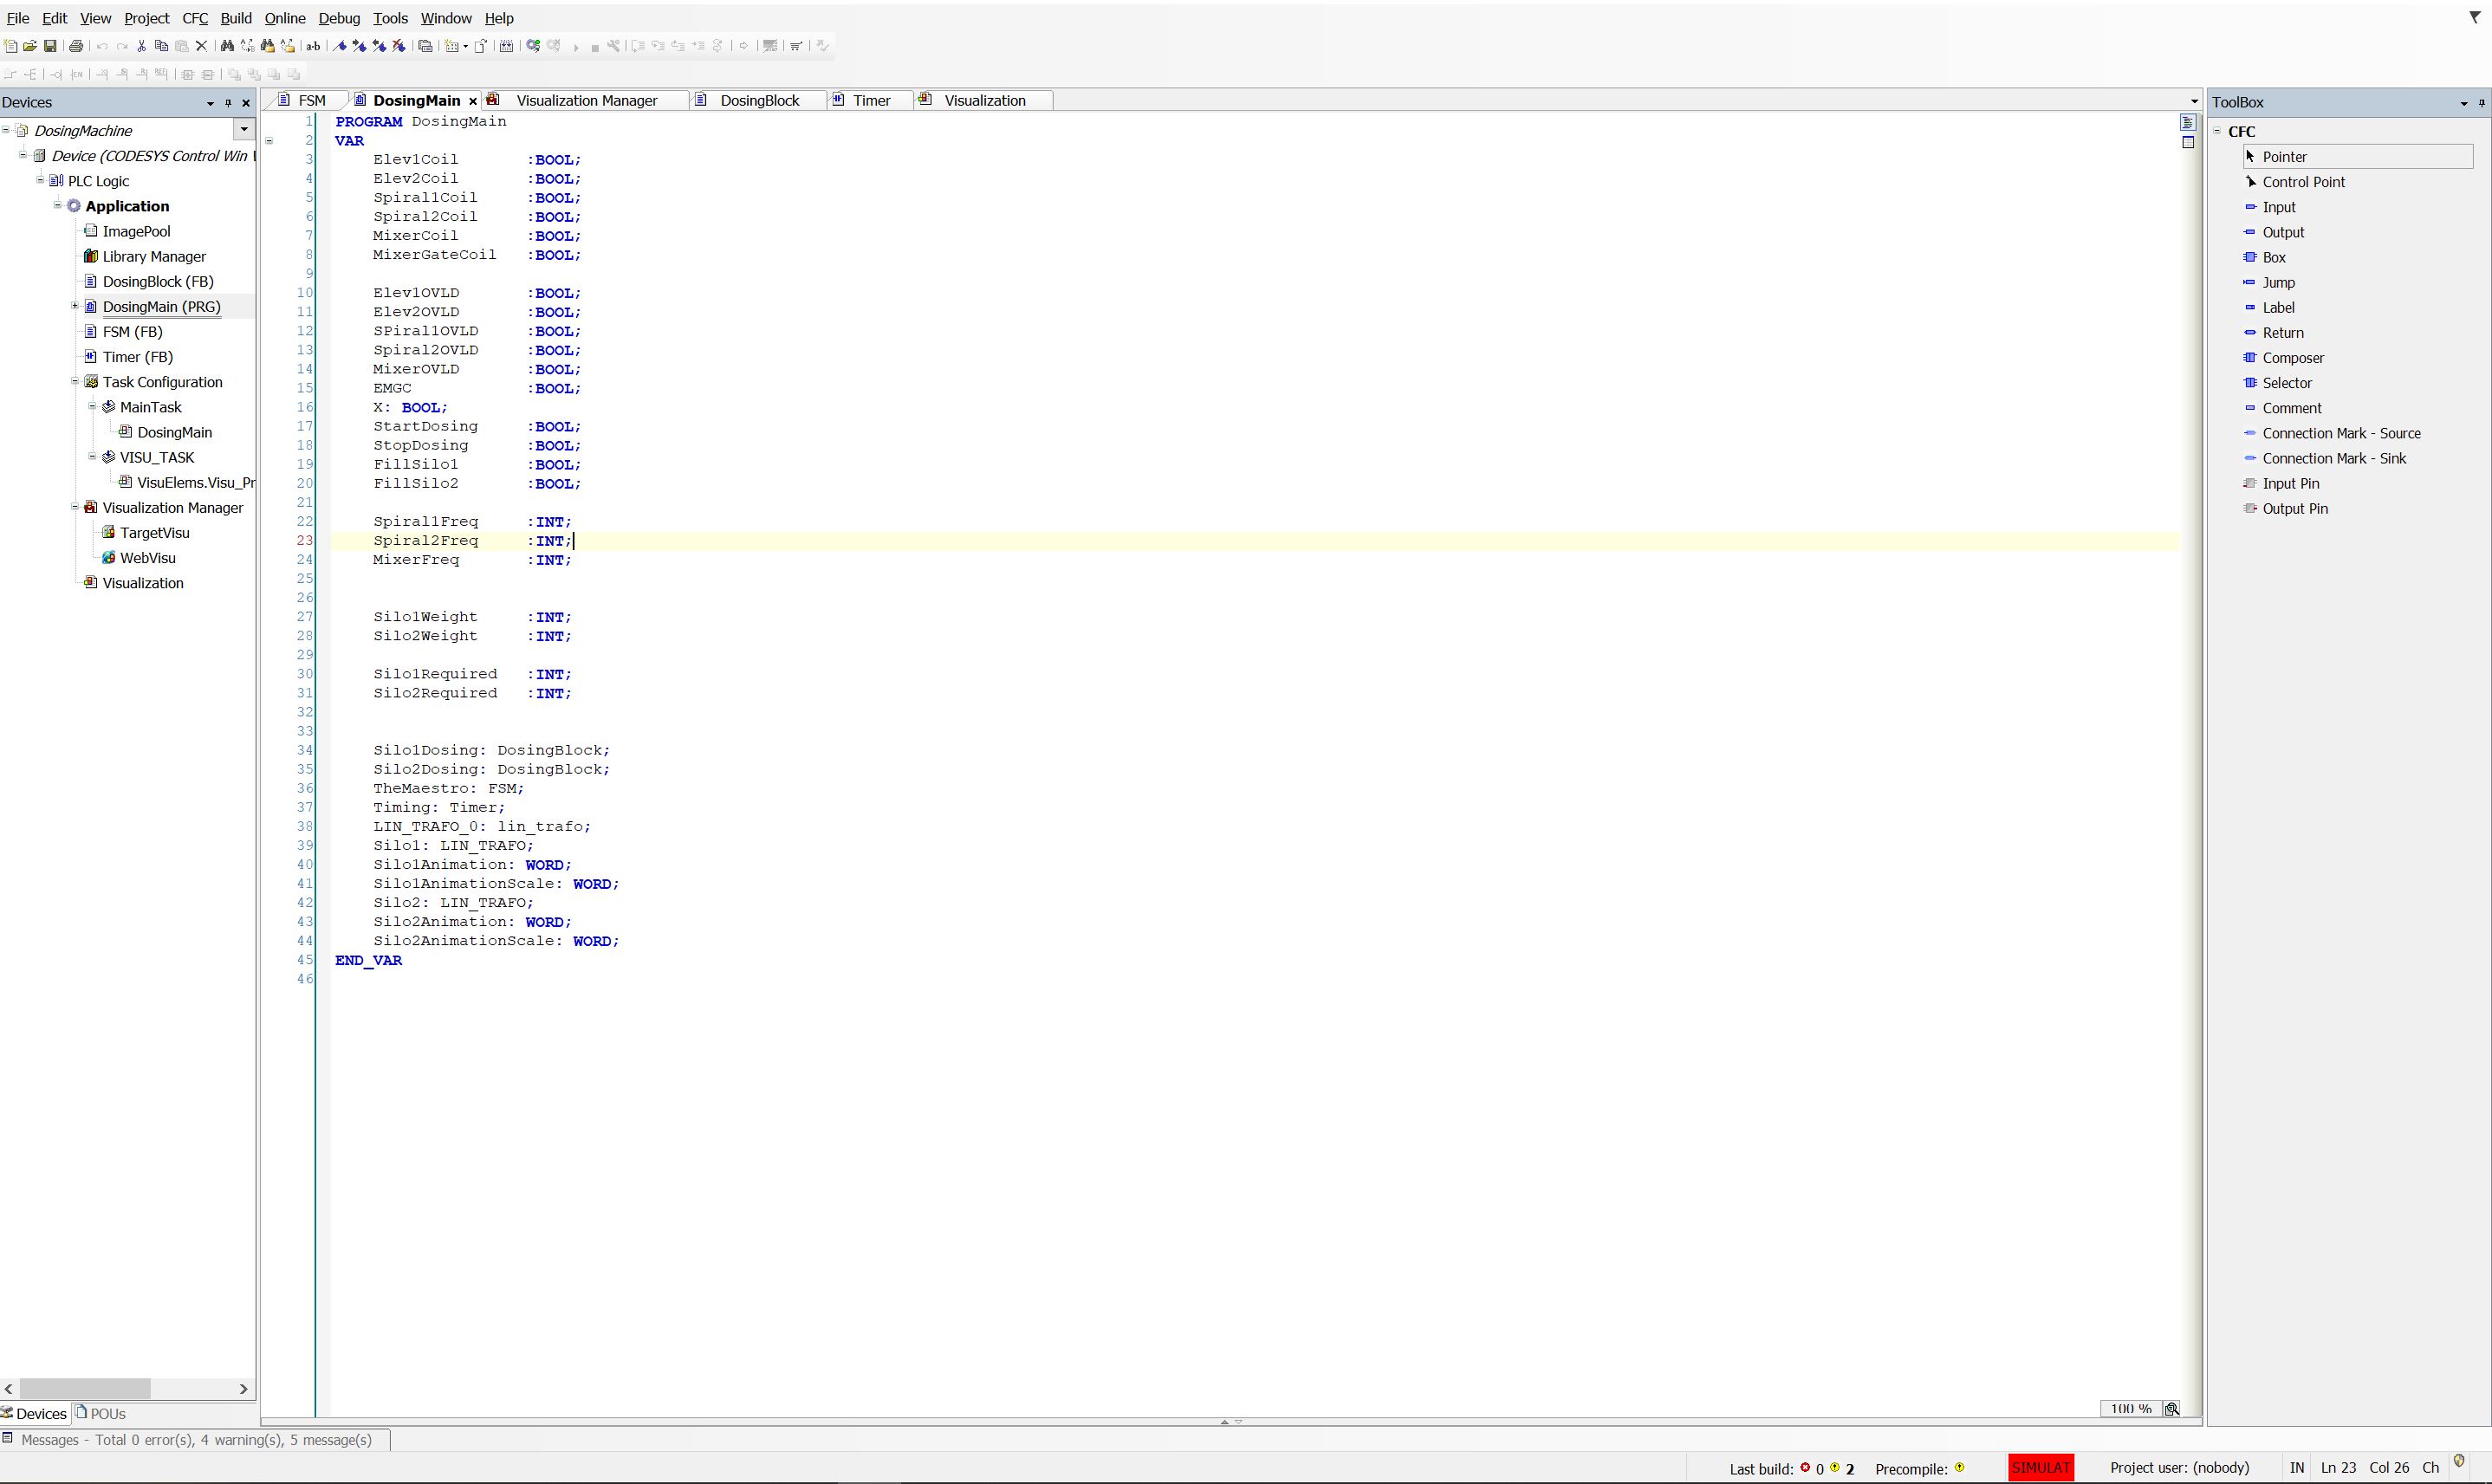 File Edit View Project CFC Build Online Debug Tools Window Help
Devices
DosingMachine
Device (CODESYS Control Win
PLC Logic
Application
ImagePool
Library Manager
DosingBlock (FB)
DosingMain (PRG)
FSM (FB)
Timer (FB)
Task Configuration
MainTask
DosingMain
VISU_TASK
VisuElems.Visu_Pr
Visualization Manager
TargetVisu
WebVisu
Visualization
Devices POUs
FSM DosingMain Visualization Manager DosingBlock Timer Visualization
1 PROGRAM DosingMain
2 VAR
3 Elev1Coil :BOOL;
4 Elev2Coil :BOOL;
5 Spiral1Coil :BOOL;
6 Spiral2Coil :BOOL;
7 MixerCoil :BOOL;
8 MixerGateCoil :BOOL;
9
10 Elev1OVLD :BOOL;
11 Elev2OVLD :BOOL;
12 SPiral1OVLD :BOOL;
13 Spiral2OVLD :BOOL;
14 MixerOVLD :BOOL;
15 EMGC :BOOL;
16 X: BOOL;
17 StartDosing :BOOL;
18 StopDosing :BOOL;
19 FillSilo1 :BOOL;
20 FillSilo2 :BOOL;
21
22 Spiral1Freq :INT;
23 Spiral2Freq :INT;
24 MixerFreq :INT;
25
26
27 Silo1Weight :INT;
28 Silo2Weight :INT;
29
30 Silo1Required :INT;
31 Silo2Required :INT;
32
33
34 Silo1Dosing: DosingBlock;
35 Silo2Dosing: DosingBlock;
36 TheMaestro: FSM;
37 Timing: Timer;
38 LIN_TRAFO_0: lin_trafo;
39 Silo1: LIN_TRAFO;
40 Silo1Animation: WORD;
41 Silo1AnimationScale: WORD;
42 Silo2: LIN_TRAFO;
43 Silo2Animation: WORD;
44 Silo2AnimationScale: WORD;
45 END_VAR
46
100 %
ToolBox
CFC
Pointer
Control Point
Input
Output
Box
Jump
Label
Return
Composer
Selector
Comment
Connection Mark - Source
Connection Mark - Sink
Input Pin
Output Pin
Messages - Total 0 error(s), 4 warning(s), 5 message(s)
Last build: 0 2 Precompile: SIMULAT Project user: (nobody) IN Ln 23 Col 26 Ch